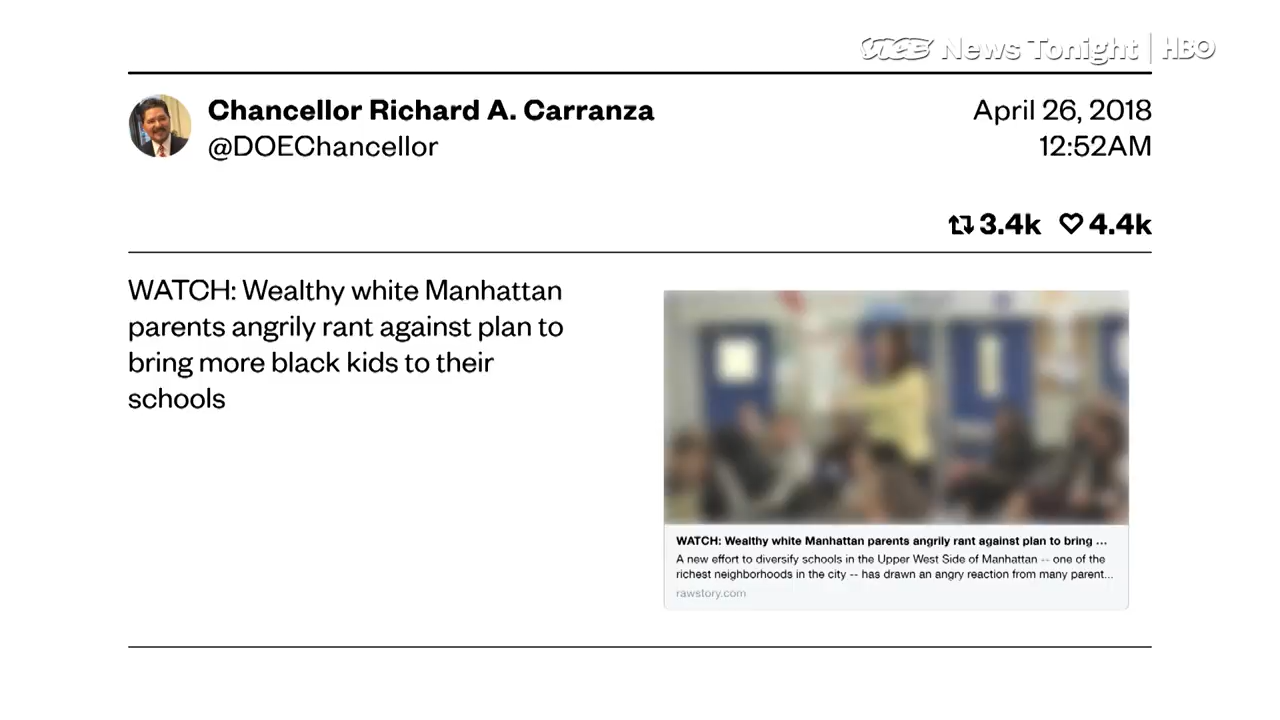 VICE News Tonight | HBO
Chancellor Richard A. Carranza
@DOEChancellor
April 26, 2018
12:52AM
3.4k 4.4k
WATCH: Wealthy white Manhattan
parents angrily rant against plan to
bring more black kids to their
schools
WATCH: Wealthy white Manhattan parents angrily rant against plan to bring ...
A new effort to diversify schools in the Upper West Side of Manhattan -- one of the
richest neighborhoods in the city -- has drawn an angry reaction from many parent...
rawstory.com